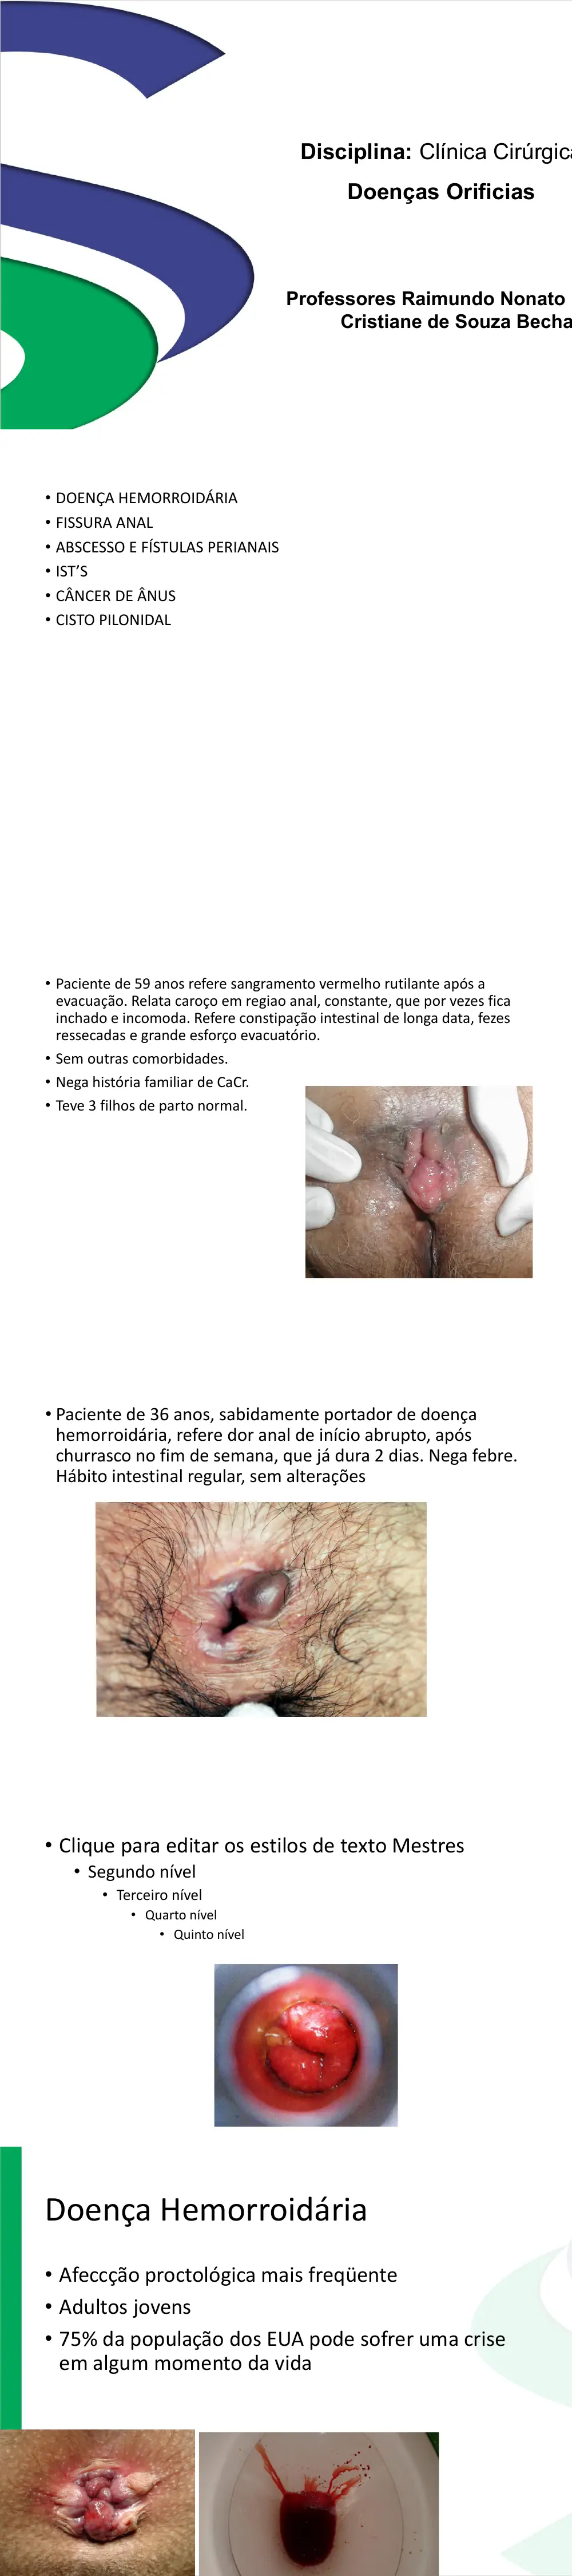 Disciplina: Clínica Cirúrgica
Doenças Orificias
Professores Raimundo Nonato
Cristiane de Souza Becha
• DOENÇA HEMORROIDÁRIA
• FISSURA ANAL
• ABSCESSO E FÍSTULAS PERIANAIS
• IST’S
• CÂNCER DE ÂNUS
• CISTO PILONIDAL
• Paciente de 59 anos refere sangramento vermelho rutilante após a
evacuação. Relata caroço em regiao anal, constante, que por vezes fica
inchado e incomoda. Refere constipação intestinal de longa data, fezes
ressecadas e grande esforço evacuatório.
• Sem outras comorbidades.
• Nega história familiar de CaCr.
• Teve 3 filhos de parto normal.
• Paciente de 36 anos, sabidamente portador de doença
hemorroidária, refere dor anal de início abrupto, após
churrasco no fim de semana, que já dura 2 dias. Nega febre.
Hábito intestinal regular, sem alterações
• Clique para editar os estilos de texto Mestres
• Segundo nível
• Terceiro nível
• Quarto nível
• Quinto nível
Doença Hemorroidária
• Afeccção proctológica mais freqüente
• Adultos jovens
• 75% da população dos EUA pode sofrer uma crise
em algum momento da vida